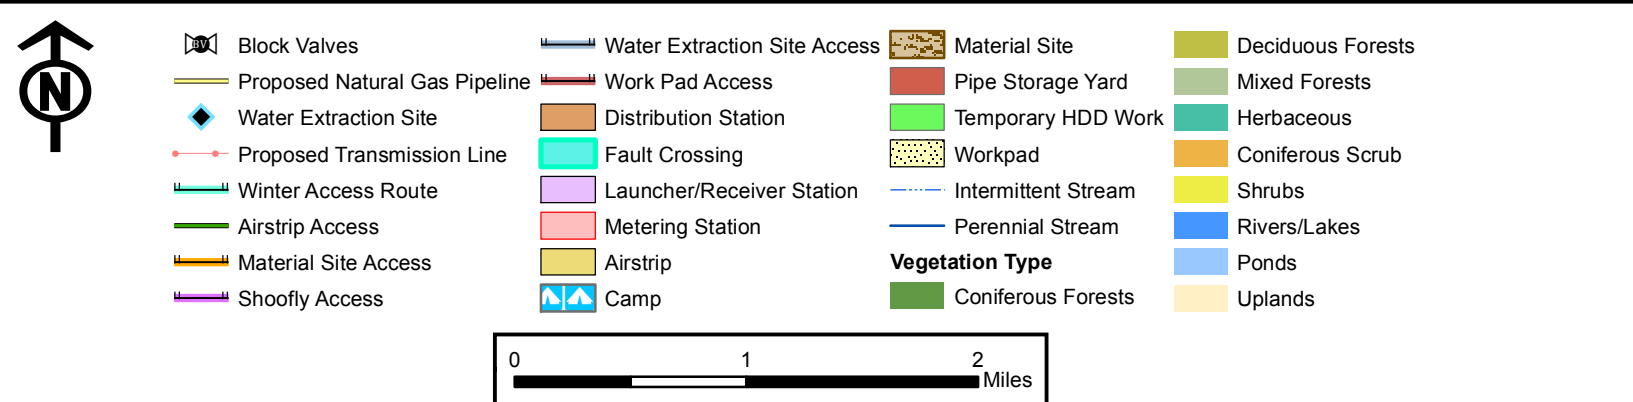 N
BV Block Valves
Proposed Natural Gas Pipeline
Water Extraction Site
Proposed Transmission Line
Winter Access Route
Airstrip Access
Material Site Access
Shoofly Access
Water Extraction Site Access
Work Pad Access
Distribution Station
Fault Crossing
Launcher/Receiver Station
Metering Station
Airstrip
Camp
Material Site
Pipe Storage Yard
Temporary HDD Work
Workpad
Intermittent Stream
Perennial Stream
Vegetation Type
Coniferous Forests
Deciduous Forests
Mixed Forests
Herbaceous
Coniferous Scrub
Shrubs
Rivers/Lakes
Ponds
Uplands
0 1 2
Miles